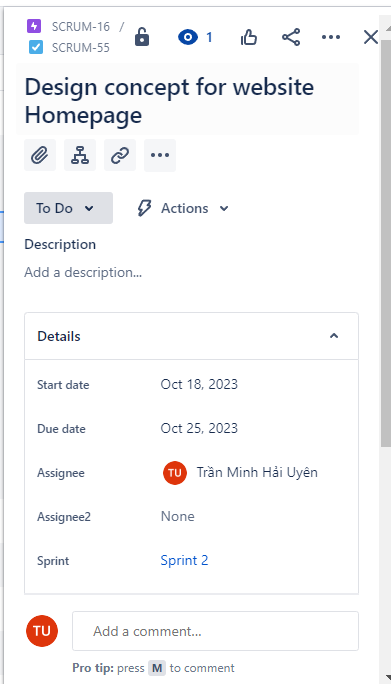 SCRUM-16 /
SCRUM-55
1
Design concept for website
Homepage
To Do
Actions
Description
Add a description...
Details
Start date
Oct 18, 2023
Due date
Oct 25, 2023
Assignee
TU Trần Minh Hải Uyên
Assignee2
None
Sprint
Sprint 2
TU
Add a comment...
Pro tip: press M to comment